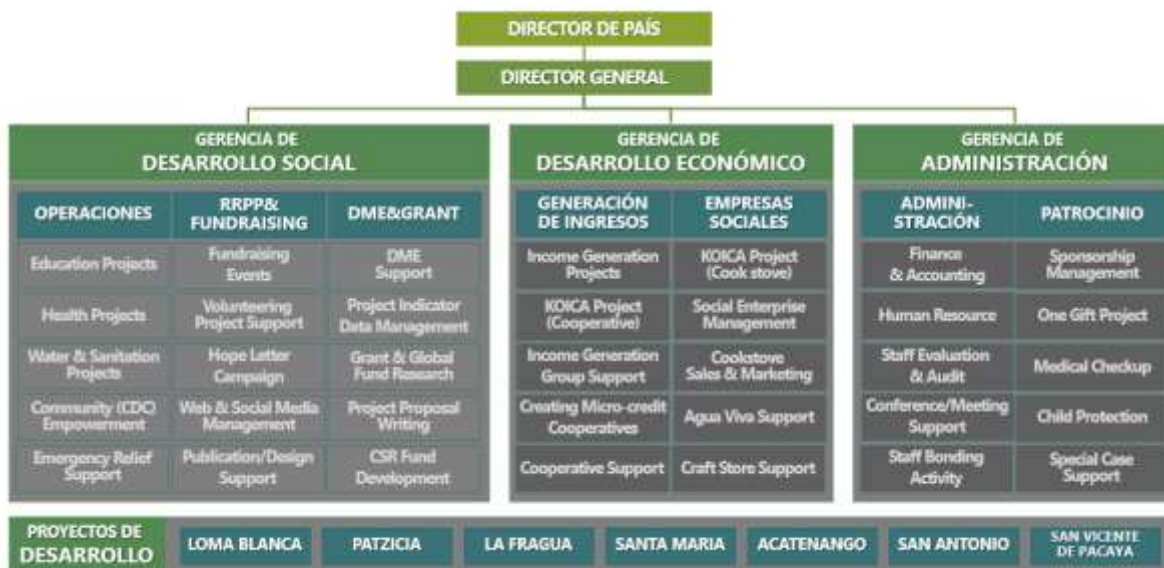 DIRECTOR DE PAÍS
DIRECTOR GENERAL
GERENCIA DE
DESARROLLO SOCIAL
OPERACIONES
RRPP&
FUNDRAISING
DME&GRANT
Education Projects
Fundraising
Events
DME
Support
Health Projects
Volunteering
Project Support
Project Indicator
Data Management
Water & Sanitation
Projects
Hope Letter
Campaign
Grant & Global
Fund Research
Community (CDC)
Empowerment
Web & Social Media
Management
Project Proposal
Writing
Emergency Relief
Support
Publication/Design
Support
CSR Fund
Development
GERENCIA DE
DESARROLLO ECONÓMICO
GENERACIÓN
DE INGRESOS
EMPRESAS
SOCIALES
Income Generation
Projects
KOICA Project
(Cook stove)
KOICA Project
(Cooperative)
Social Enterprise
Management
Income Generation
Group Support
Cookstove
Sales & Marketing
Creating Micro-credit
Cooperatives
Agua Viva Support
Cooperative Support
Craft Store Support
GERENCIA DE
ADMINISTRACIÓN
ADMINI-
STRACIÓN
PATROCINIO
Finance
& Accounting
Sponsorship
Management
Human Resource
One Gift Project
Staff Evaluation
& Audit
Medical Checkup
Conference/Meeting
Support
Child Protection
Staff Bonding
Activity
Special Case
Support
PROYECTOS DE
DESARROLLO
LOMA BLANCA
PATZICIA
LA FRAGUA
SANTA MARIA
ACATENANGO
SAN ANTONIO
SAN VICENTE
DE PACAYA